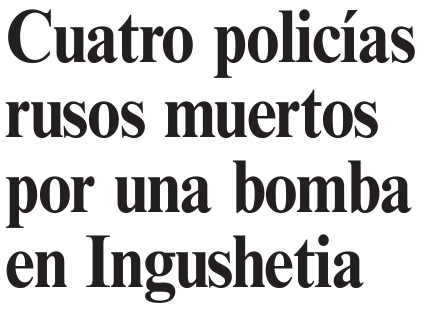 Cuatro policías
rusos muertos
por una bomba
en Ingushetia